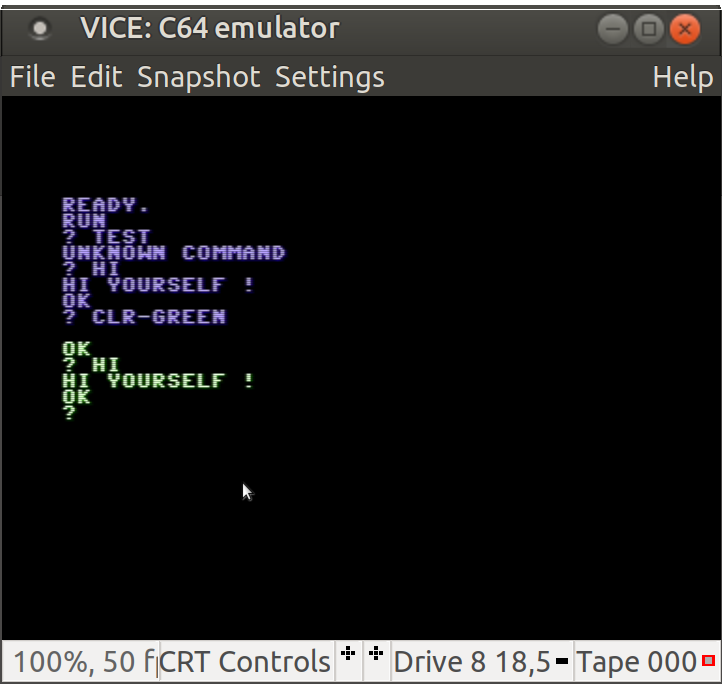 VICE: C64 emulator
File Edit Snapshot Settings Help
READY.
RUN
? TEST
UNKNOWN COMMAND
? HI
HI YOURSELF !
OK
? CLR-GREEN
OK
? HI
HI YOURSELF !
OK
?
100%, 50 fp CRT Controls Drive 8 18,5 Tape 000